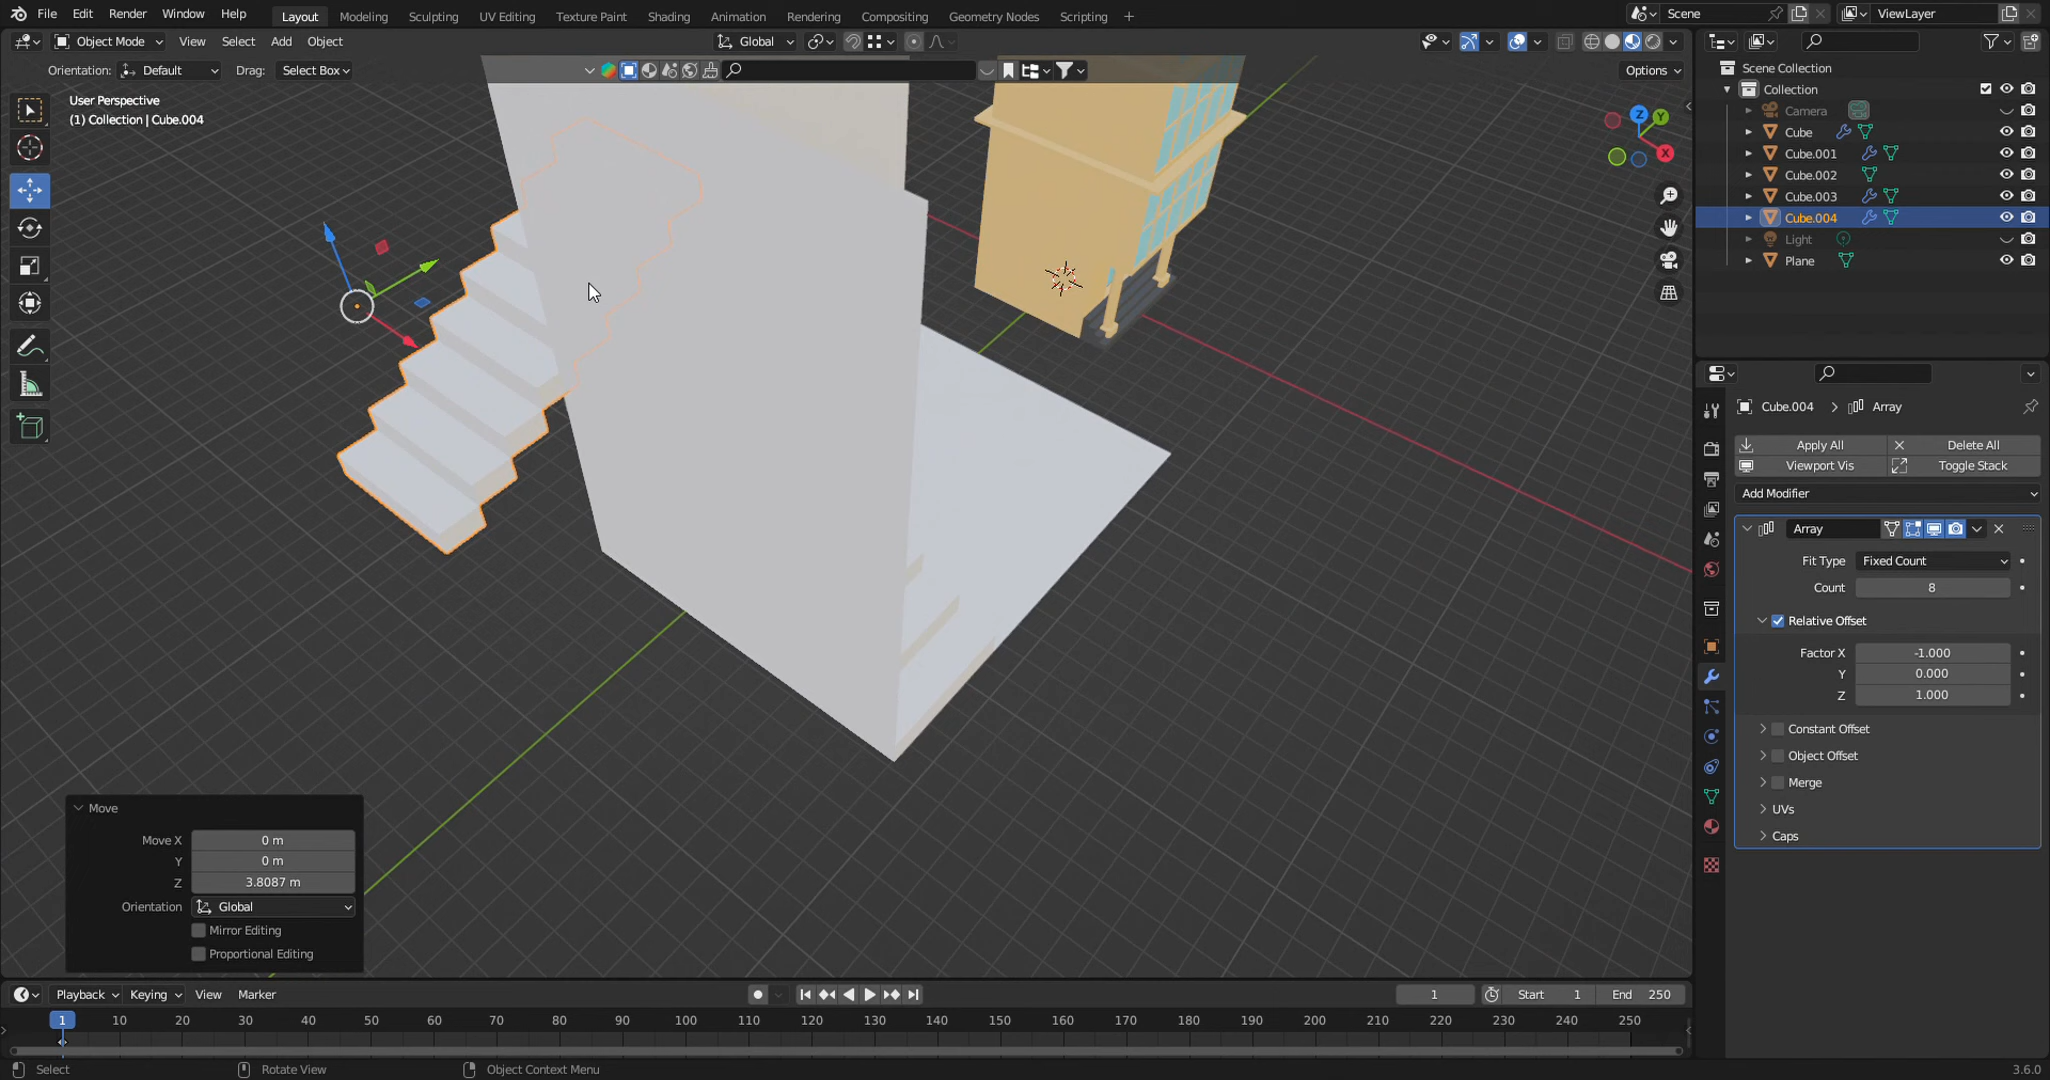 File Edit Render Window Help Layout Modeling Sculpting UV Editing Texture Paint Shading Animation Rendering Compositing Geometry Nodes Scripting + Scene ViewLayer
Object Mode View Select Add Object Global
Orientation: Default Drag: Select Box Options
User Perspective
(1) Collection | Cube.004
Z
Y
X
Scene Collection
Collection
Camera
Cube
Cube.001
Cube.002
Cube.003
Cube.004
Light
Plane
Cube.004 > Array
Apply All Delete All
Viewport Vis Toggle Stack
Add Modifier
Array
Fit Type Fixed Count
Count 8
Relative Offset
Factor X -1.000
Y 0.000
Z 1.000
Constant Offset
Object Offset
Merge
UVs
Caps
Move
Move X 0 m
Y 0 m
Z 3.8087 m
Orientation Global
Mirror Editing
Proportional Editing
Playback Keying View Marker 1 Start 1 End 250
1 10 20 30 40 50 60 70 80 90 100 110 120 130 140 150 160 170 180 190 200 210 220 230 240 250
Select Rotate View Object Context Menu 3.6.0